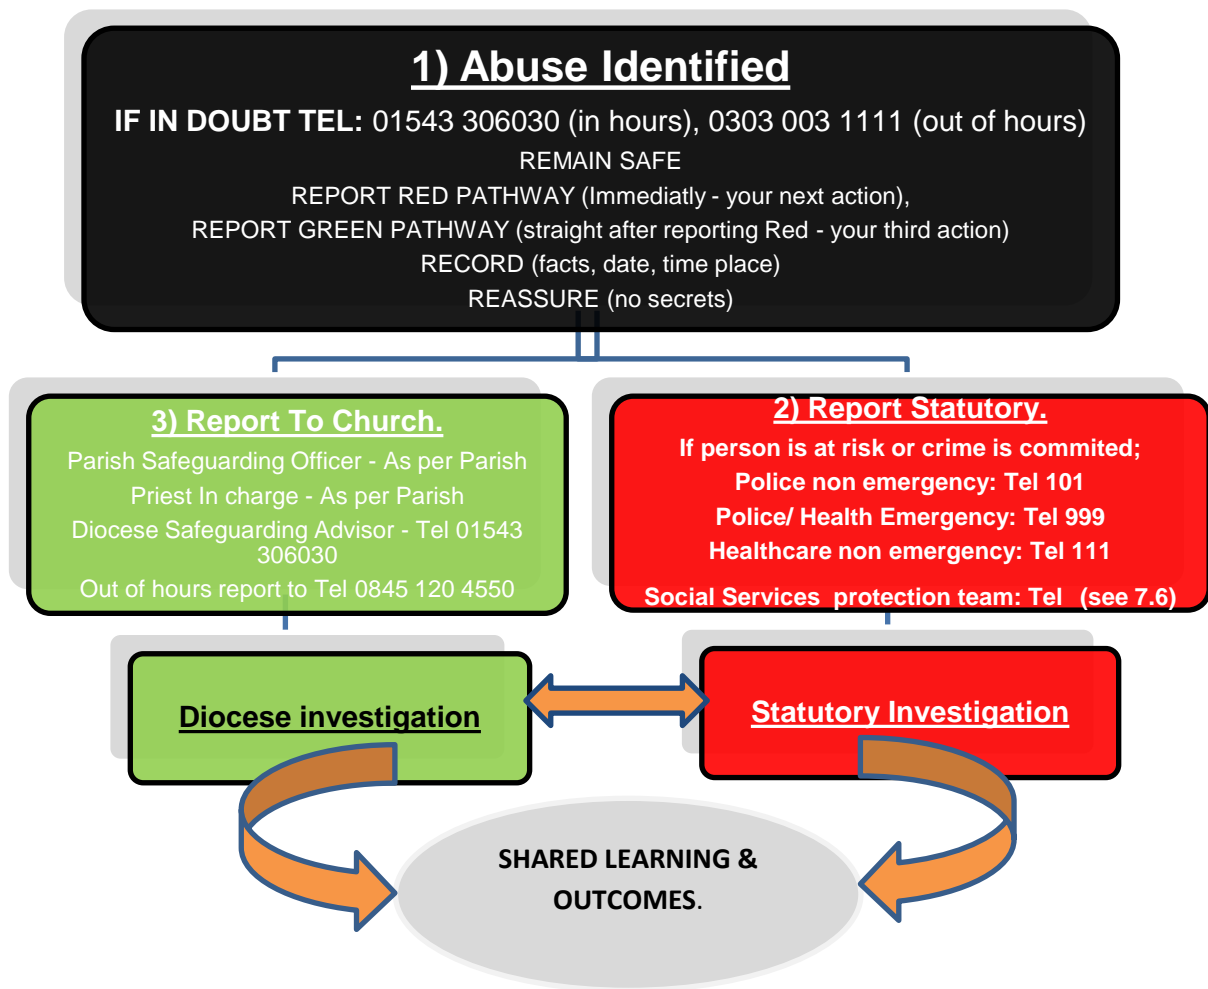 1) Abuse Identified
IF IN DOUBT TEL: 01543 306030 (in hours), 0303 003 1111 (out of hours)
REMAIN SAFE
REPORT RED PATHWAY (Immediatly - your next action),
REPORT GREEN PATHWAY (straight after reporting Red - your third action)
RECORD (facts, date, time place)
REASSURE (no secrets)
3) Report To Church.
Parish Safeguarding Officer - As per Parish
Priest In charge - As per Parish
Diocese Safeguarding Advisor - Tel 01543
306030
Out of hours report to Tel 0845 120 4550
2) Report Statutory.
If person is at risk or crime is commited;
Police non emergency: Tel 101
Police/ Health Emergency: Tel 999
Healthcare non emergency: Tel 111
Social Services protection team: Tel (see 7.6)
Diocese investigation
Statutory Investigation
SHARED LEARNING &
OUTCOMES.